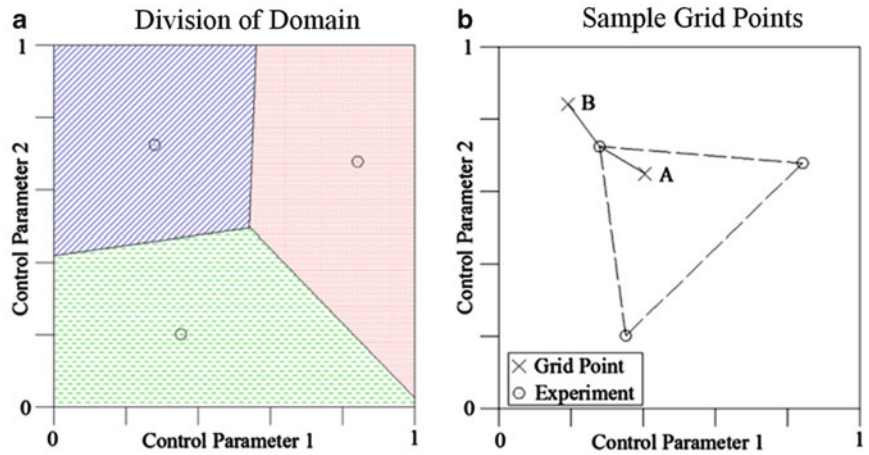 a
Division of Domain
1
Control Parameter 2
0
0
Control Parameter 1
1
b
Sample Grid Points
1
Control Parameter 2
B
A
Grid Point
Experiment
0
0
Control Parameter 1
1